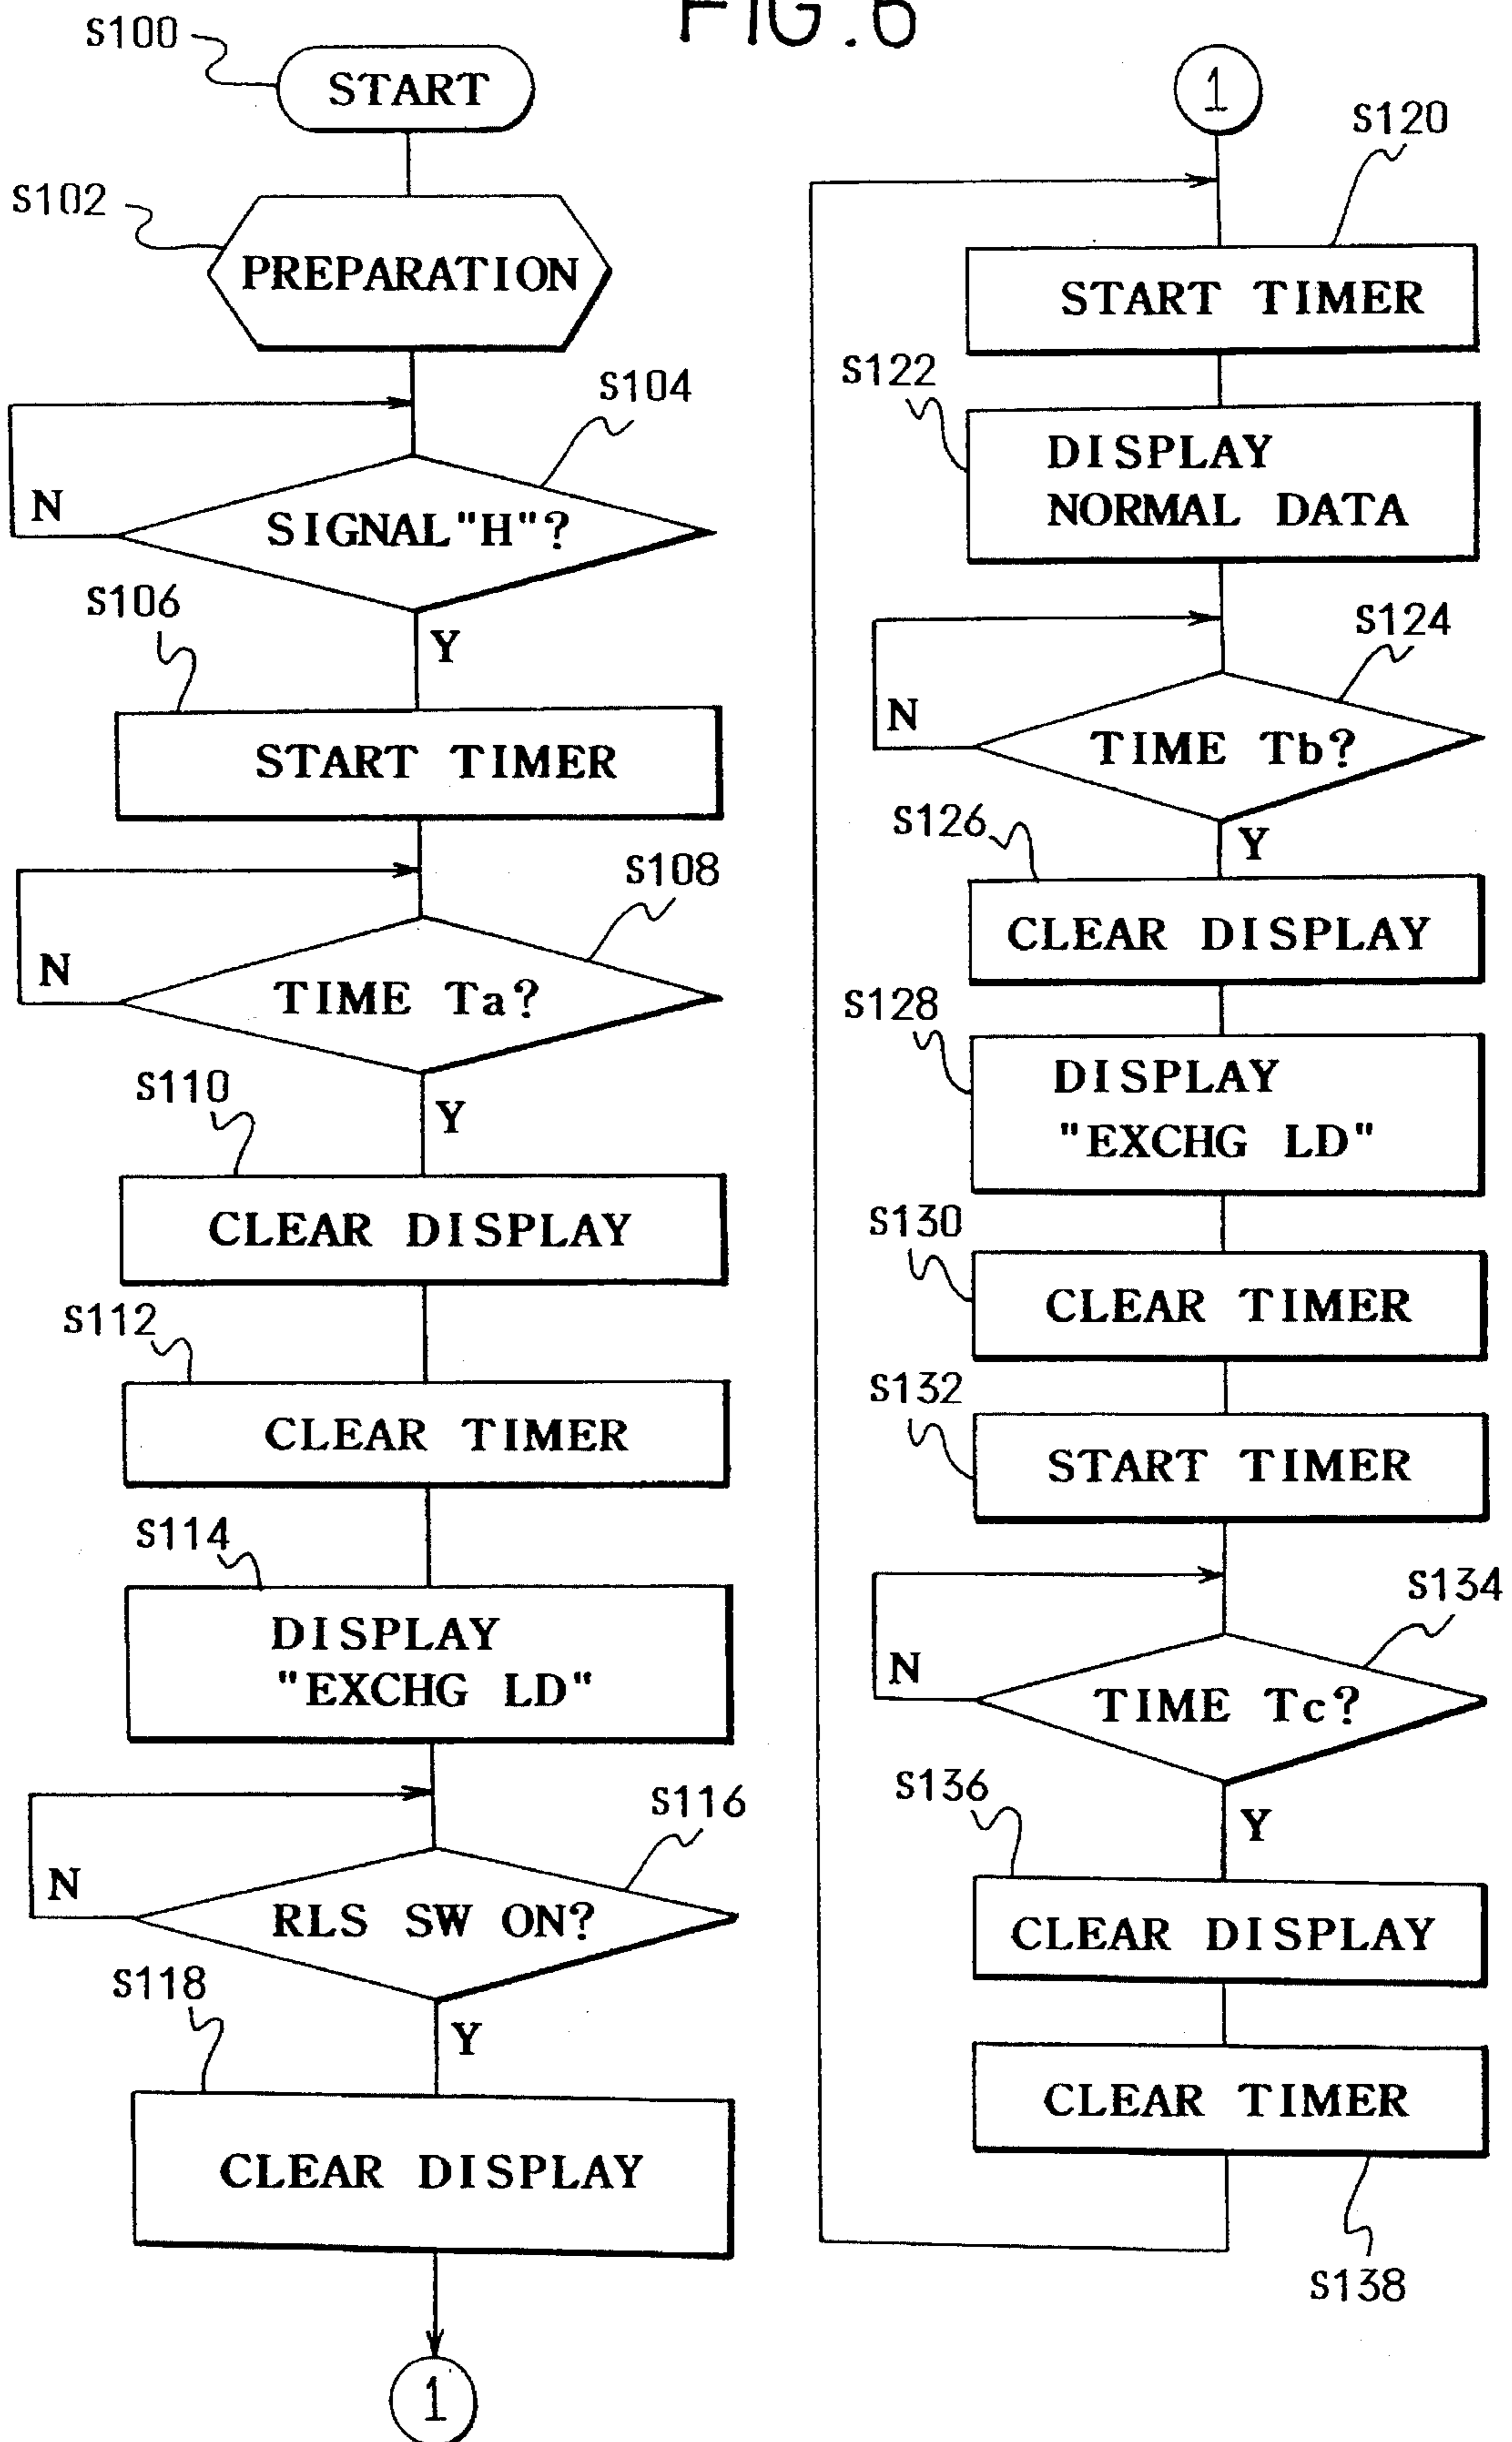 FIG.6
S100
START
S102
PREPARATION
S104
SIGNAL"H"?
N
Y
S106
START TIMER
S108
TIME Ta?
N
Y
S110
CLEAR DISPLAY
S112
CLEAR TIMER
S114
DISPLAY
"EXCHG LD"
S116
RLS SW ON?
N
Y
S118
CLEAR DISPLAY
1
1
S120
START TIMER
S122
DISPLAY
NORMAL DATA
S124
TIME Tb?
N
Y
S126
CLEAR DISPLAY
S128
DISPLAY
"EXCHG LD"
S130
CLEAR TIMER
S132
START TIMER
S134
TIME Tc?
N
Y
S136
CLEAR DISPLAY
CLEAR TIMER
S138